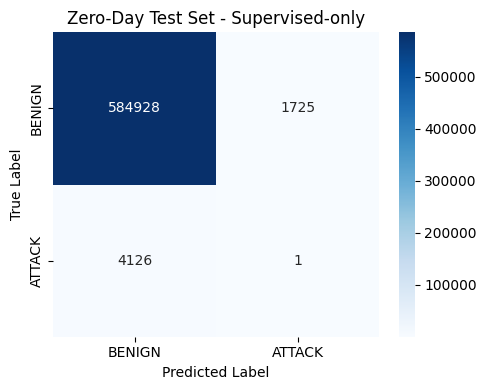 Zero-Day Test Set - Supervised-only
True Label
BENIGN
584928
1725
ATTACK
4126
1
BENIGN
ATTACK
Predicted Label
500000
400000
300000
200000
100000